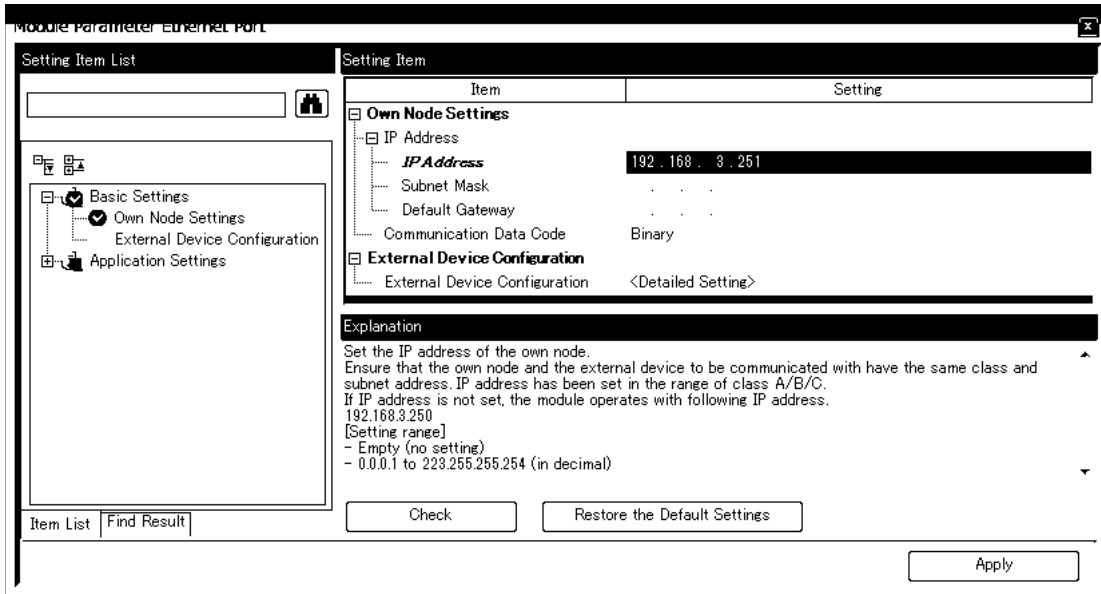 Module Parameter Ethernet Port
Setting Item List
Basic Settings
Own Node Settings
External Device Configuration
Application Settings
Item List Find Result
Setting Item
Item Setting
Own Node Settings
IP Address
IP Address 192 . 168 . 3 . 251
Subnet Mask . . .
Default Gateway . . .
Communication Data Code Binary
External Device Configuration
External Device Configuration <Detailed Setting>
Explanation
Set the IP address of the own node.
Ensure that the own node and the external device to be communicated with have the same class and
subnet address. IP address has been set in the range of class A/B/C.
If IP address is not set, the module operates with following IP address.
192.168.3.250
[Setting range]
- Empty (no setting)
- 0.0.0.1 to 223.255.255.254 (in decimal)
Check Restore the Default Settings
Apply